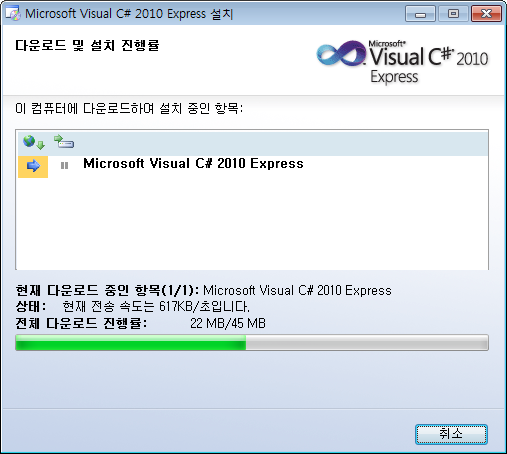 Microsoft Visual C# 2010 Express 설치
다운로드 및 설치 진행률
Microsoft®
Visual C#® 2010
Express
이 컴퓨터에 다운로드하여 설치 중인 항목:
Microsoft Visual C# 2010 Express
현재 다운로드 중인 항목(1/1): Microsoft Visual C# 2010 Express
상태: 현재 전송 속도는 617KB/초입니다.
전체 다운로드 진행률: 22 MB/45 MB
취소